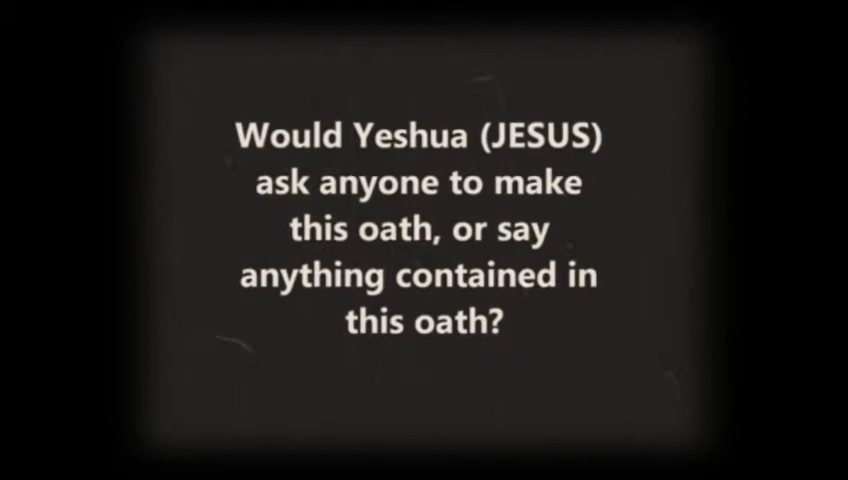 Would Yeshua (JESUS)
ask anyone to make
this oath, or say
anything contained in
this oath?